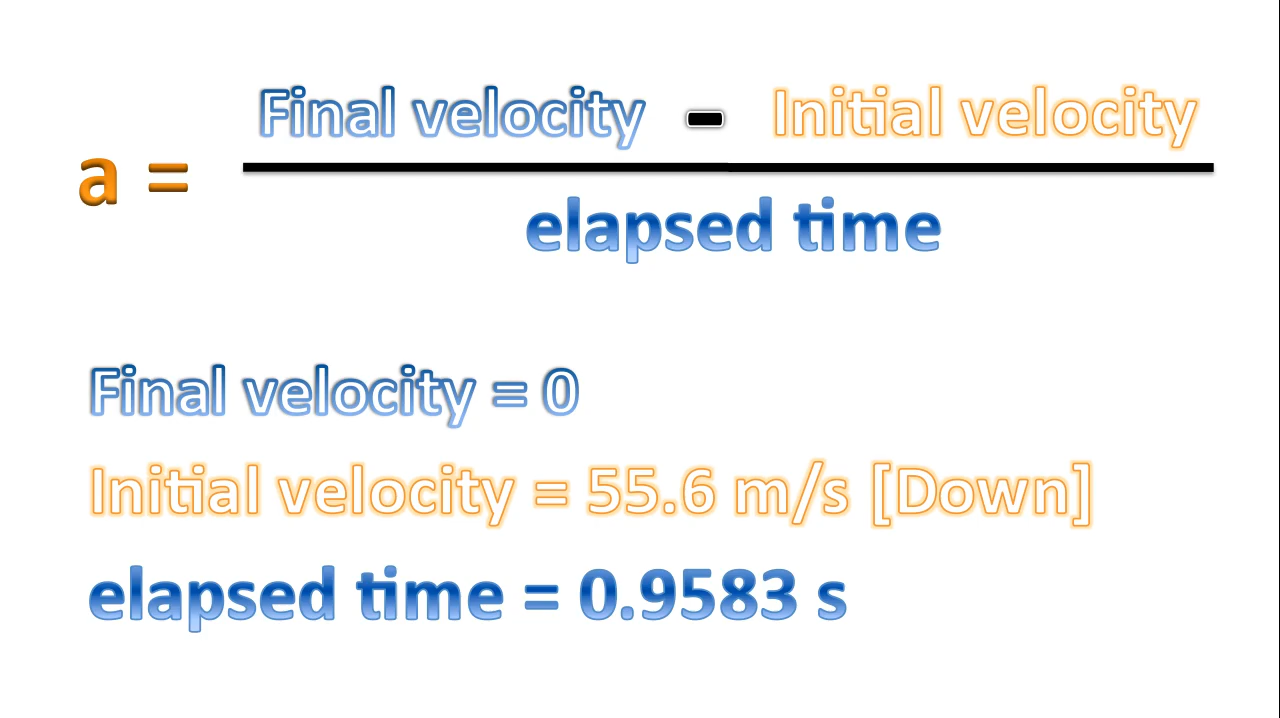 Final velocity - Initial velocity
a =
elapsed time
Final velocity = 0
Initial velocity = 55.6 m/s [Down]
elapsed time = 0.9583 s